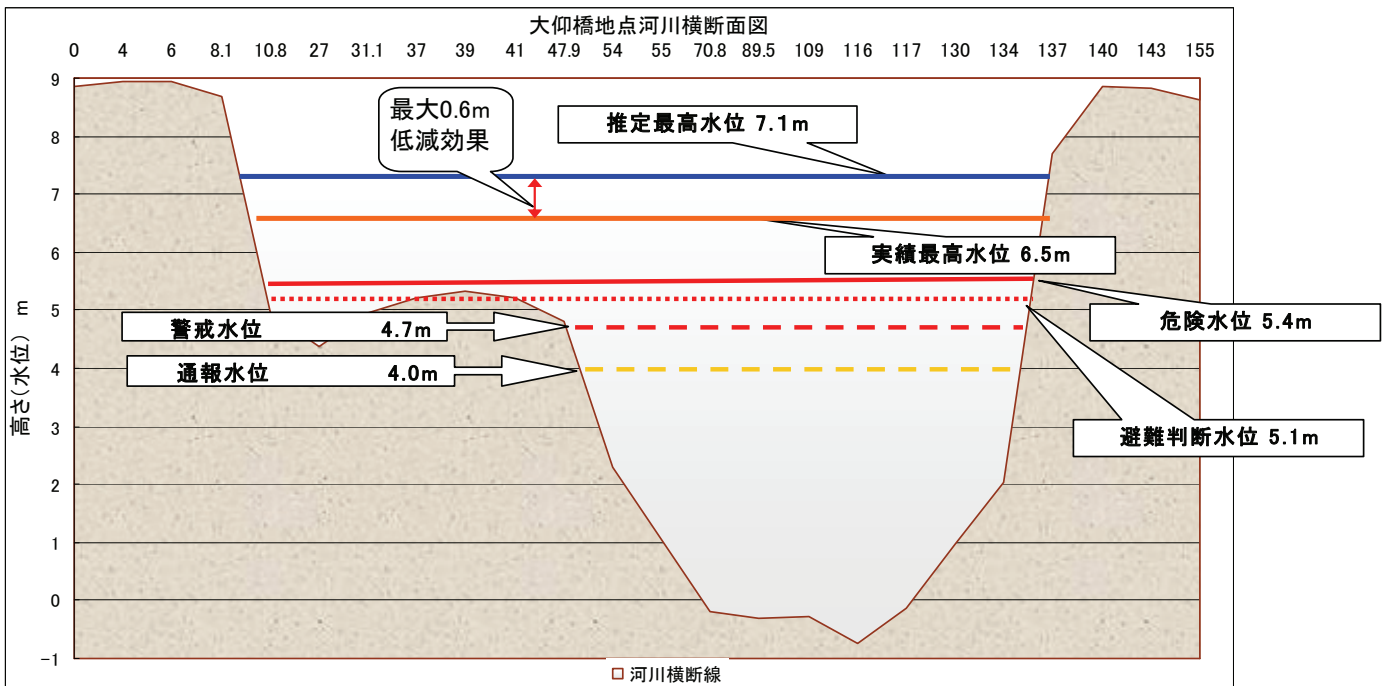 大仰橋地点河川横断面図
0 4 6 8.1 10.8 27 31.1 37 39 41 47.9 54 55 70.8 89.5 109 116 117 130 134 137 140 143 155
9
8
7
6
5
4
3
2
1
0
-1
高さ(水位) m
最大0.6m
低減効果
推定最高水位 7.1m
実績最高水位 6.5m
危険水位 5.4m
警戒水位 4.7m
通報水位 4.0m
避難判断水位 5.1m
河川横断線